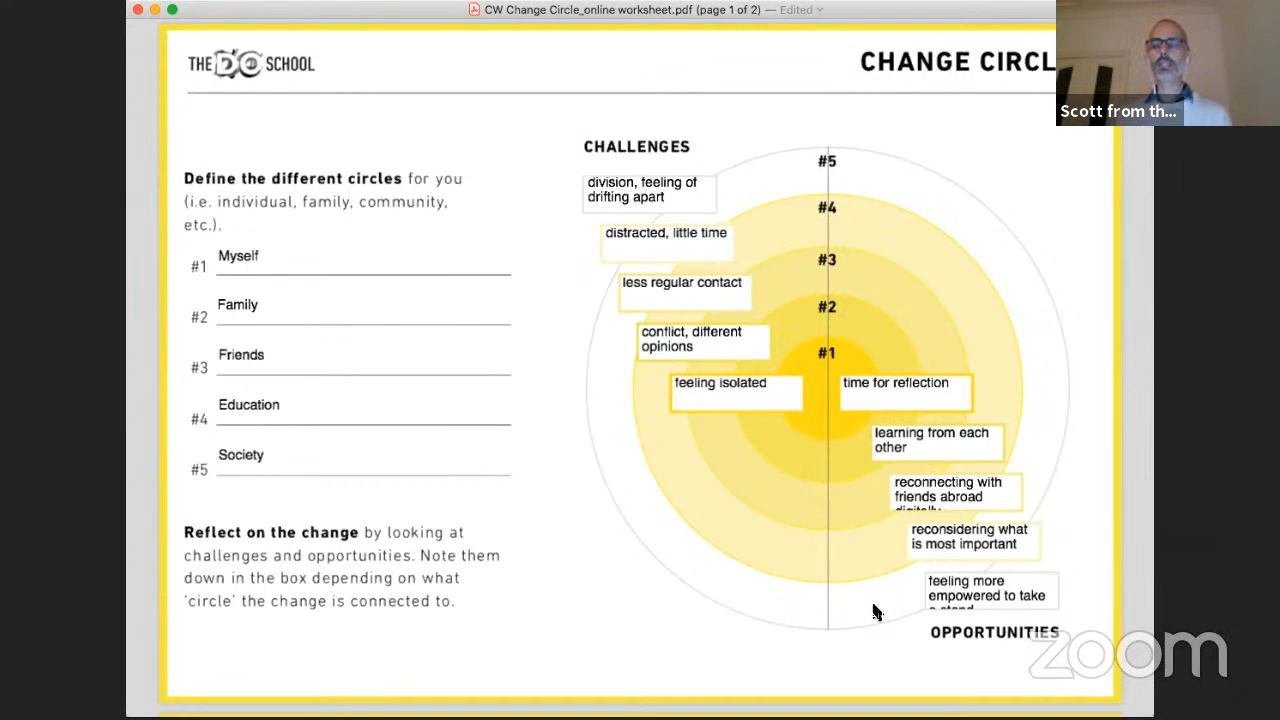 CW Change Circle_online worksheet.pdf (page 1 of 2) — Edited
THE DO SCHOOL
CHANGE CIRCL
Scott from th...
Define the different circles for you
(i.e. individual, family, community,
etc.).
#1 Myself
#2 Family
#3 Friends
#4 Education
#5 Society
Reflect on the change by looking at
challenges and opportunities. Note them
down in the box depending on what
‘circle’ the change is connected to.
CHALLENGES
division, feeling of
drifting apart
distracted, little time
less regular contact
conflict, different
opinions
feeling isolated
#5
#4
#3
#2
#1
time for reflection
learning from each
other
reconnecting with
friends abroad
digitally
reconsidering what
is most important
feeling more
empowered to take
a stand
OPPORTUNITIES
zoom